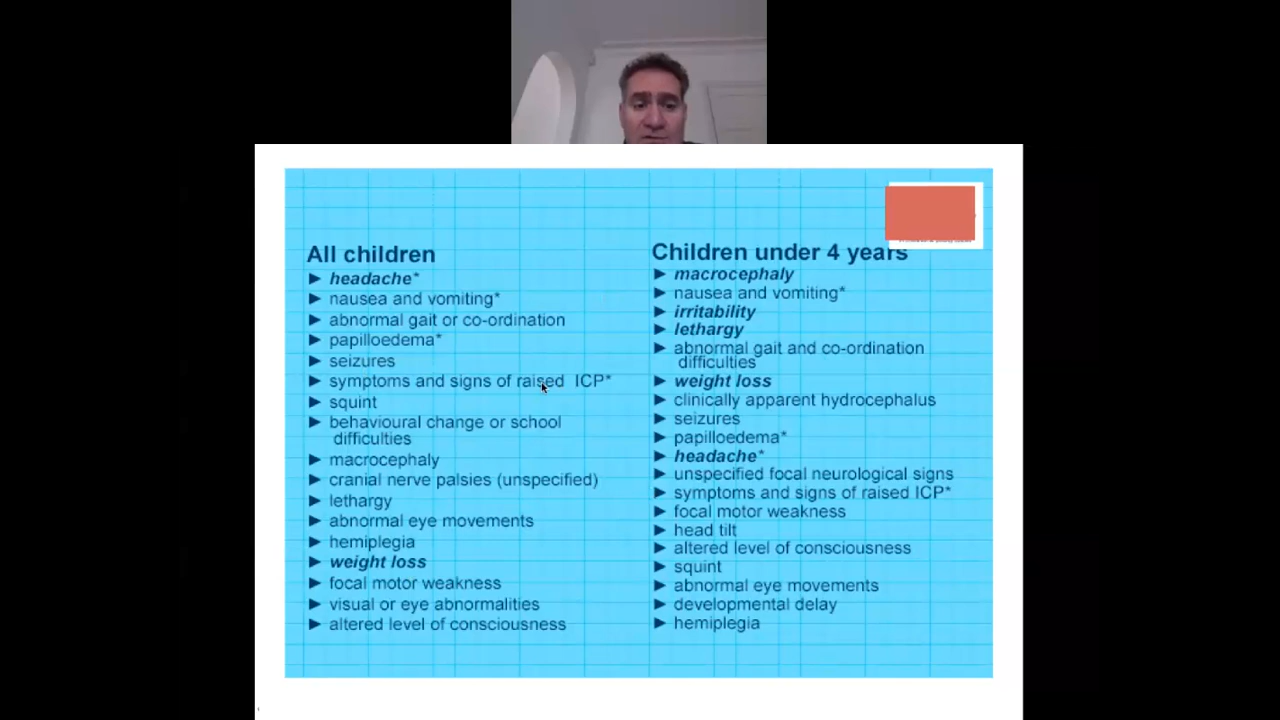 All children
► headache*
► nausea and vomiting*
► abnormal gait or co-ordination
► papilloedema*
► seizures
► symptoms and signs of raised ICP*
► squint
► behavioural change or school
difficulties
► macrocephaly
► cranial nerve palsies (unspecified)
► lethargy
► abnormal eye movements
► hemiplegia
► weight loss
► focal motor weakness
► visual or eye abnormalities
► altered level of consciousness
Children under 4 years
► macrocephaly
► nausea and vomiting*
► irritability
► lethargy
► abnormal gait and co-ordination
difficulties
► weight loss
► clinically apparent hydrocephalus
► seizures
► papilloedema*
► headache*
► unspecified focal neurological signs
► symptoms and signs of raised ICP*
► focal motor weakness
► head tilt
► altered level of consciousness
► squint
► abnormal eye movements
► developmental delay
► hemiplegia